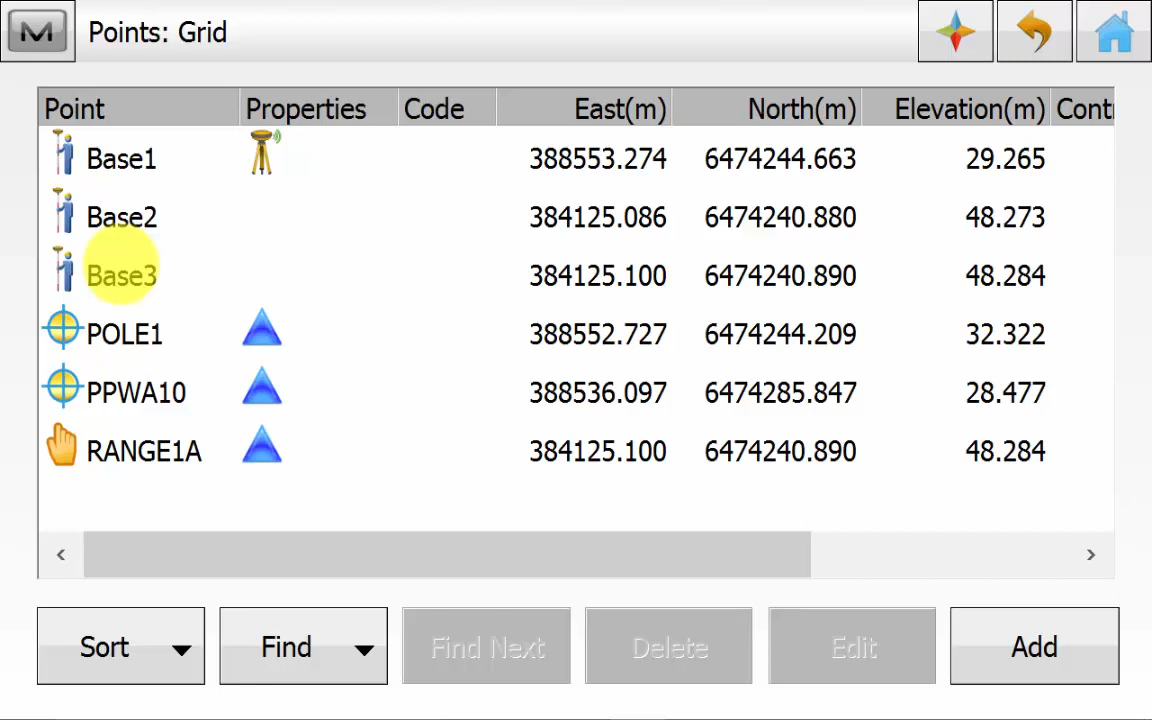 Points: Grid
Point Properties Code East(m) North(m) Elevation(m) Contr
Base1 388553.274 6474244.663 29.265
Base2 384125.086 6474240.880 48.273
Base3 384125.100 6474240.890 48.284
POLE1 388552.727 6474244.209 32.322
PPWA10 388536.097 6474285.847 28.477
RANGE1A 384125.100 6474240.890 48.284
Sort Find Find Next Delete Edit Add